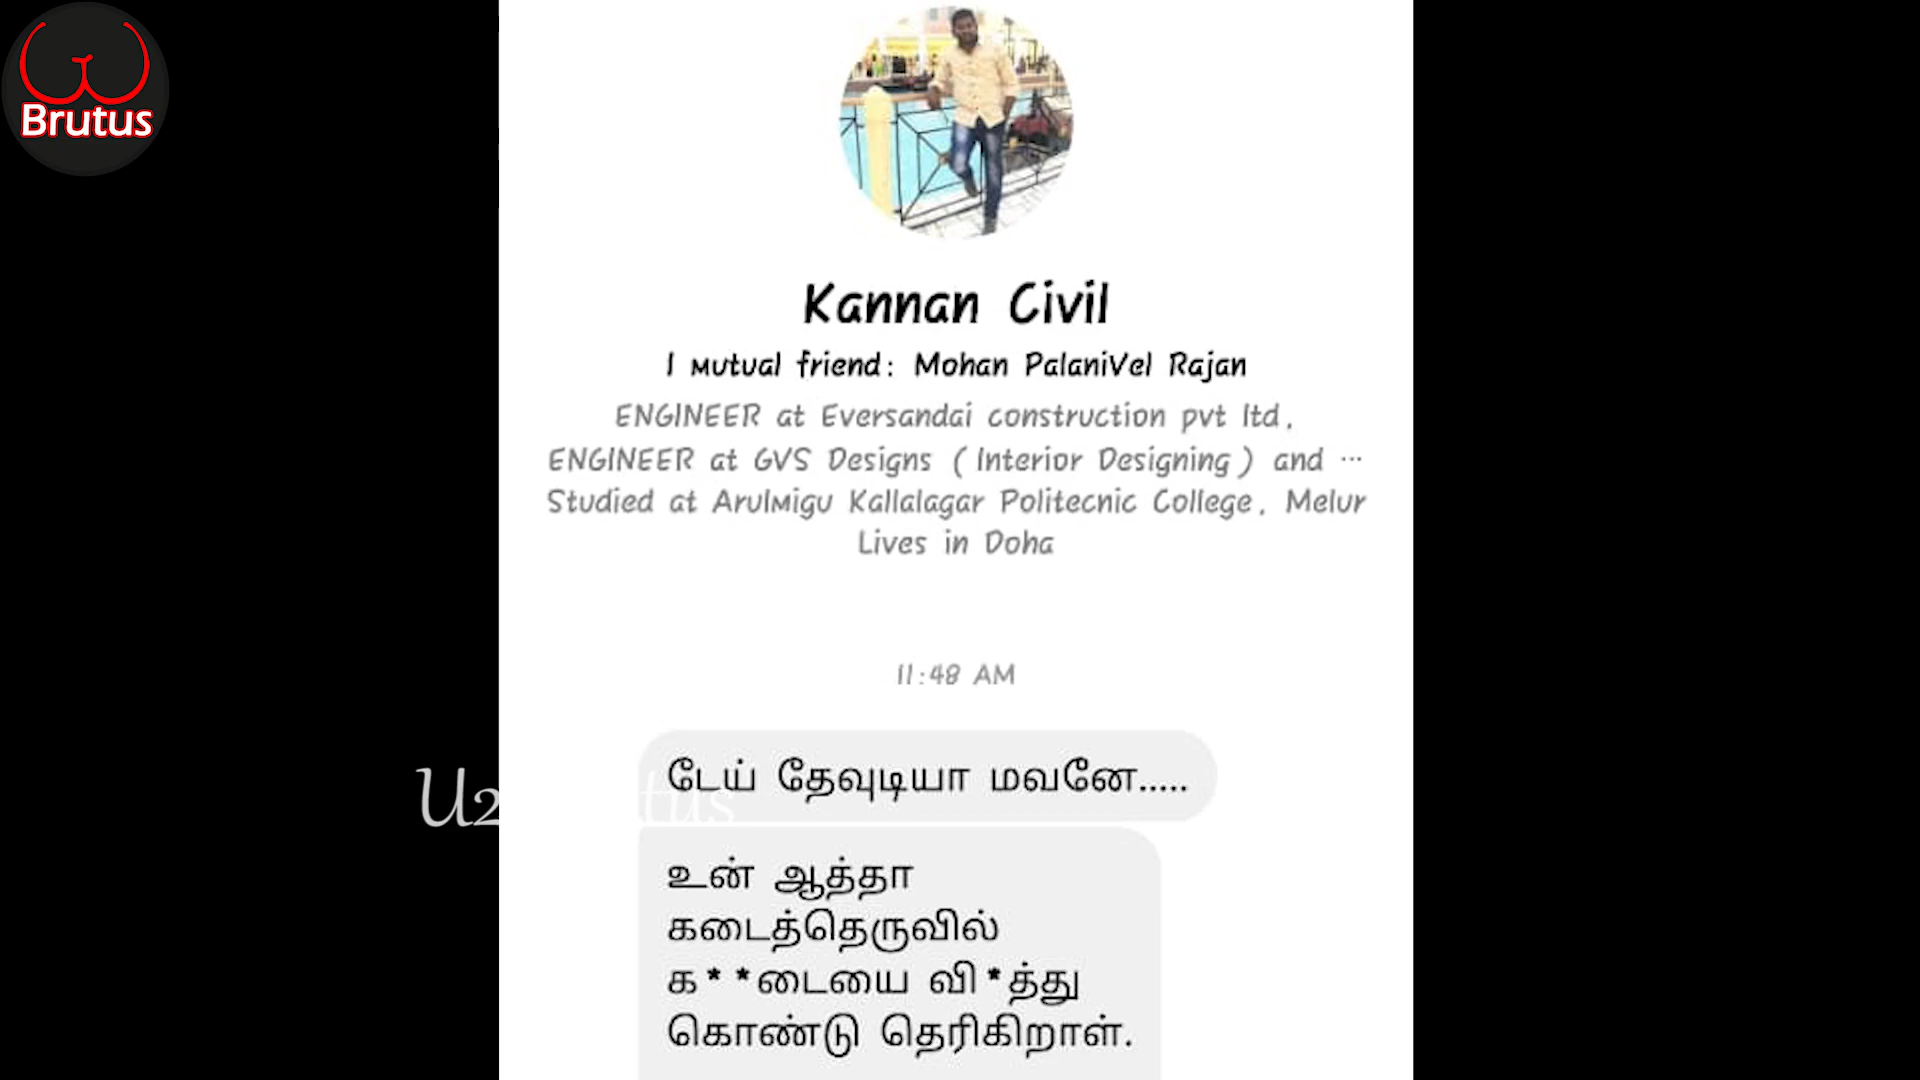 Brutus
Kannan Civil
1 mutual friend: Mohan PalaniVel Rajan
ENGINEER at Eversandai construction pvt ltd.
ENGINEER at GVS Designs (Interior Designing) and ...
Studied at Arulmigu Kallalagar Politecnic College, Melur
Lives in Doha
11:48 AM
டேய் தேவுடியா மவனே.....
உன் ஆத்தா
கடைத்தெருவில்
க**டையை வி*த்து
கொண்டு தெரிகிறாள்.